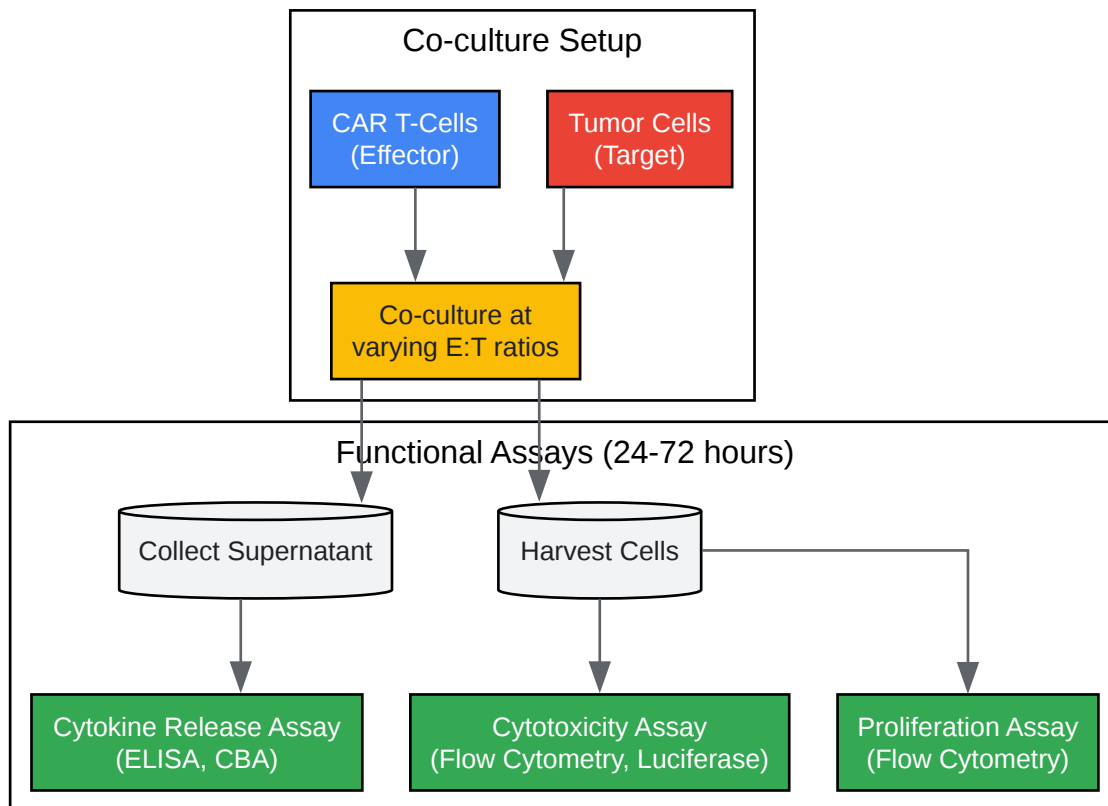 Co-culture Setup
CAR T-Cells
(Effector)
Tumor Cells
(Target)
Co-culture at
varying E:T ratios
Functional Assays (24-72 hours)
Collect Supernatant
Harvest Cells
Cytokine Release Assay
(ELISA, CBA)
Cytotoxicity Assay
(Flow Cytometry, Luciferase)
Proliferation Assay
(Flow Cytometry)